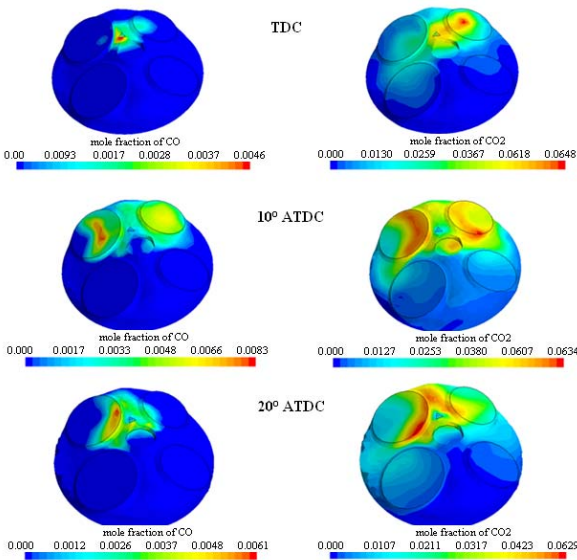 TDC
mole fraction of CO
0.00 0.0093 0.0017 0.0028 0.0037 0.0046
mole fraction of CO2
0.000 0.0130 0.0259 0.0367 0.0618 0.0648
10º ATDC
mole fraction of CO
0.000 0.0017 0.0033 0.0048 0.0066 0.0083
mole fraction of CO2
0.000 0.0127 0.0253 0.0380 0.0607 0.0634
20º ATDC
mole fraction of CO
0.000 0.0012 0.0026 0.0037 0.0048 0.0061
mole fraction of CO2
0.000 0.0107 0.0211 0.0317 0.0423 0.0625